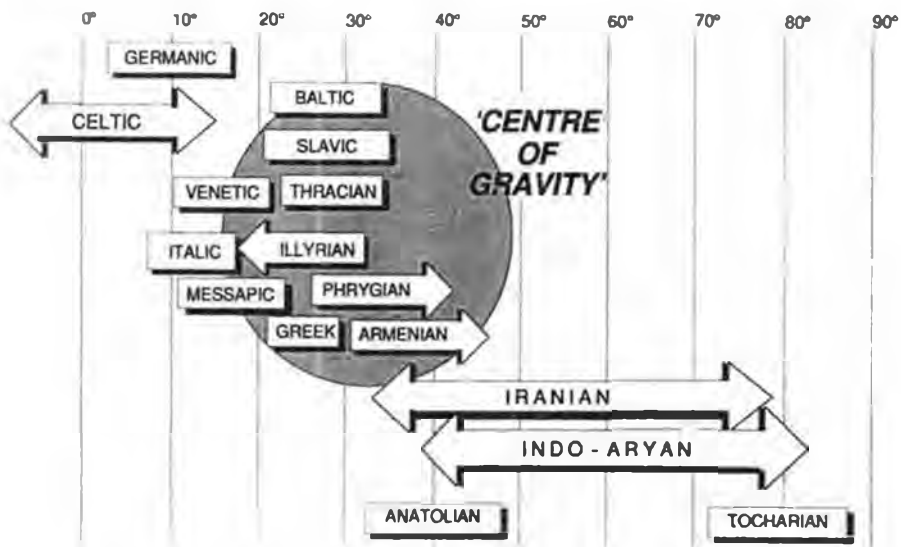 0° 10° 20° 30° 40° 50° 60° 70° 80° 90°
GERMANIC
BALTIC
CELTIC
'CENTRE
OF
GRAVITY'
SLAVIC
VENETIC THRACIAN
ITALIC ILLYRIAN
MESSAPIC PHRYGIAN
GREEK ARMENIAN
IRANIAN
INDO - ARYAN
ANATOLIAN TOCHARIAN